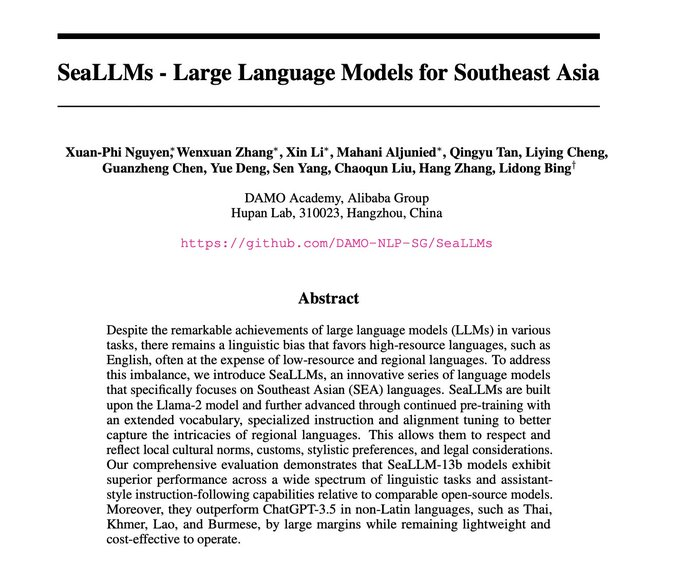 SeaLLMs - Large Language Models for Southeast Asia
Xuan-Phi Nguyen*, Wenxuan Zhang*, Xin Li*, Mahani Aljunied*, Qingyu Tan, Liying Cheng,
Guanzheng Chen, Yue Deng, Sen Yang, Chaoqun Liu, Hang Zhang, Lidong Bing†
DAMO Academy, Alibaba Group
Hupan Lab, 310023, Hangzhou, China
https://github.com/DAMO-NLP-SG/SeaLLMs
Abstract
Despite the remarkable achievements of large language models (LLMs) in various
tasks, there remains a linguistic bias that favors high-resource languages, such as
English, often at the expense of low-resource and regional languages. To address
this imbalance, we introduce SeaLLMs, an innovative series of language models
that specifically focuses on Southeast Asian (SEA) languages. SeaLLMs are built
upon the Llama-2 model and further advanced through continued pre-training with
an extended vocabulary, specialized instruction and alignment tuning to better
capture the intricacies of regional languages. This allows them to respect and
reflect local cultural norms, customs, stylistic preferences, and legal considerations.
Our comprehensive evaluation demonstrates that SeaLLM-13b models exhibit
superior performance across a wide spectrum of linguistic tasks and assistant-
style instruction-following capabilities relative to comparable open-source models.
Moreover, they outperform ChatGPT-3.5 in non-Latin languages, such as Thai,
Khmer, Lao, and Burmese, by large margins while remaining lightweight and
cost-effective to operate.